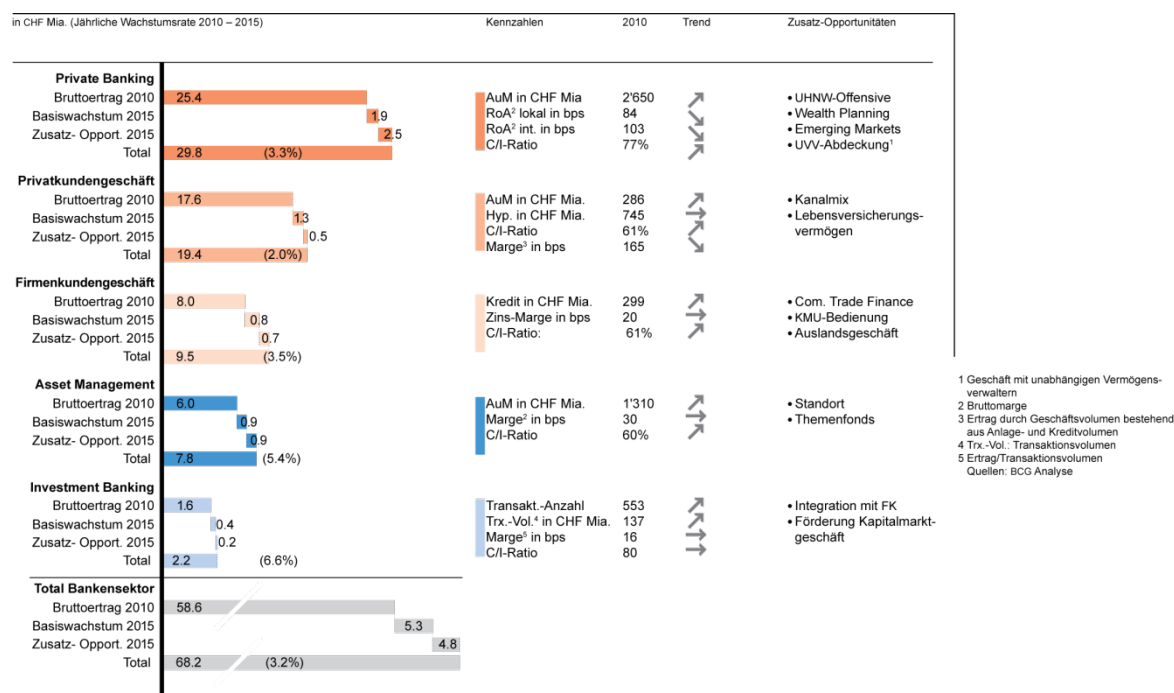 in CHF Mia. (Jährliche Wachstumsrate 2010 – 2015) Kennzahlen 2010 Trend Zusatz-Opportunitäten
Private Banking
Bruttoertrag 2010 25.4 AuM in CHF Mia 2'650 • UHNW-Offensive
Basiswachstum 2015 1.9 RoA² lokal in bps 84 • Wealth Planning
Zusatz- Opport. 2015 2.5 RoA² int. in bps 103 • Emerging Markets
Total 29.8 (3.3%) C/I-Ratio 77% • UVV-Abdeckung¹
Privatkundengeschäft
Bruttoertrag 2010 17.6 AuM in CHF Mia. 286 • Kanalmix
Basiswachstum 2015 1.3 Hyp. in CHF Mia. 745 • Lebensversicherungs-
Zusatz- Opport. 2015 0.5 C/I-Ratio 61% vermögen
Total 19.4 (2.0%) Marge³ in bps 165
Firmenkundengeschäft
Bruttoertrag 2010 8.0 Kredit in CHF Mia. 299 • Com. Trade Finance
Basiswachstum 2015 0.8 Zins-Marge in bps 20 • KMU-Bedienung
Zusatz- Opport. 2015 0.7 C/I-Ratio: 61% • Auslandsgeschäft
Total 9.5 (3.5%)
Asset Management
Bruttoertrag 2010 6.0 AuM in CHF Mia. 1'310 • Standort
Basiswachstum 2015 0.9 Marge² in bps 30 • Themenfonds
Zusatz- Opport. 2015 0.9 C/I-Ratio 60%
Total 7.8 (5.4%)
Investment Banking
Bruttoertrag 2010 1.6 Transakt.-Anzahl 553 • Integration mit FK
Basiswachstum 2015 0.4 Trx.-Vol.⁴ in CHF Mia. 137 • Förderung Kapitalmarkt-
Zusatz- Opport. 2015 0.2 Marge⁵ in bps 16 geschäft
Total 2.2 (6.6%) C/I-Ratio 80
Total Bankensektor
Bruttoertrag 2010 58.6
Basiswachstum 2015 5.3
Zusatz- Opport. 2015 4.8
Total 68.2 (3.2%)
1 Geschäft mit unabhängigen Vermögens-
verwaltern
2 Bruttomarge
3 Ertrag durch Geschäftsvolumen bestehend
aus Anlage- und Kreditvolumen
4 Trx.-Vol.: Transaktionsvolumen
5 Ertrag/Transaktionsvolumen
Quellen: BCG Analyse